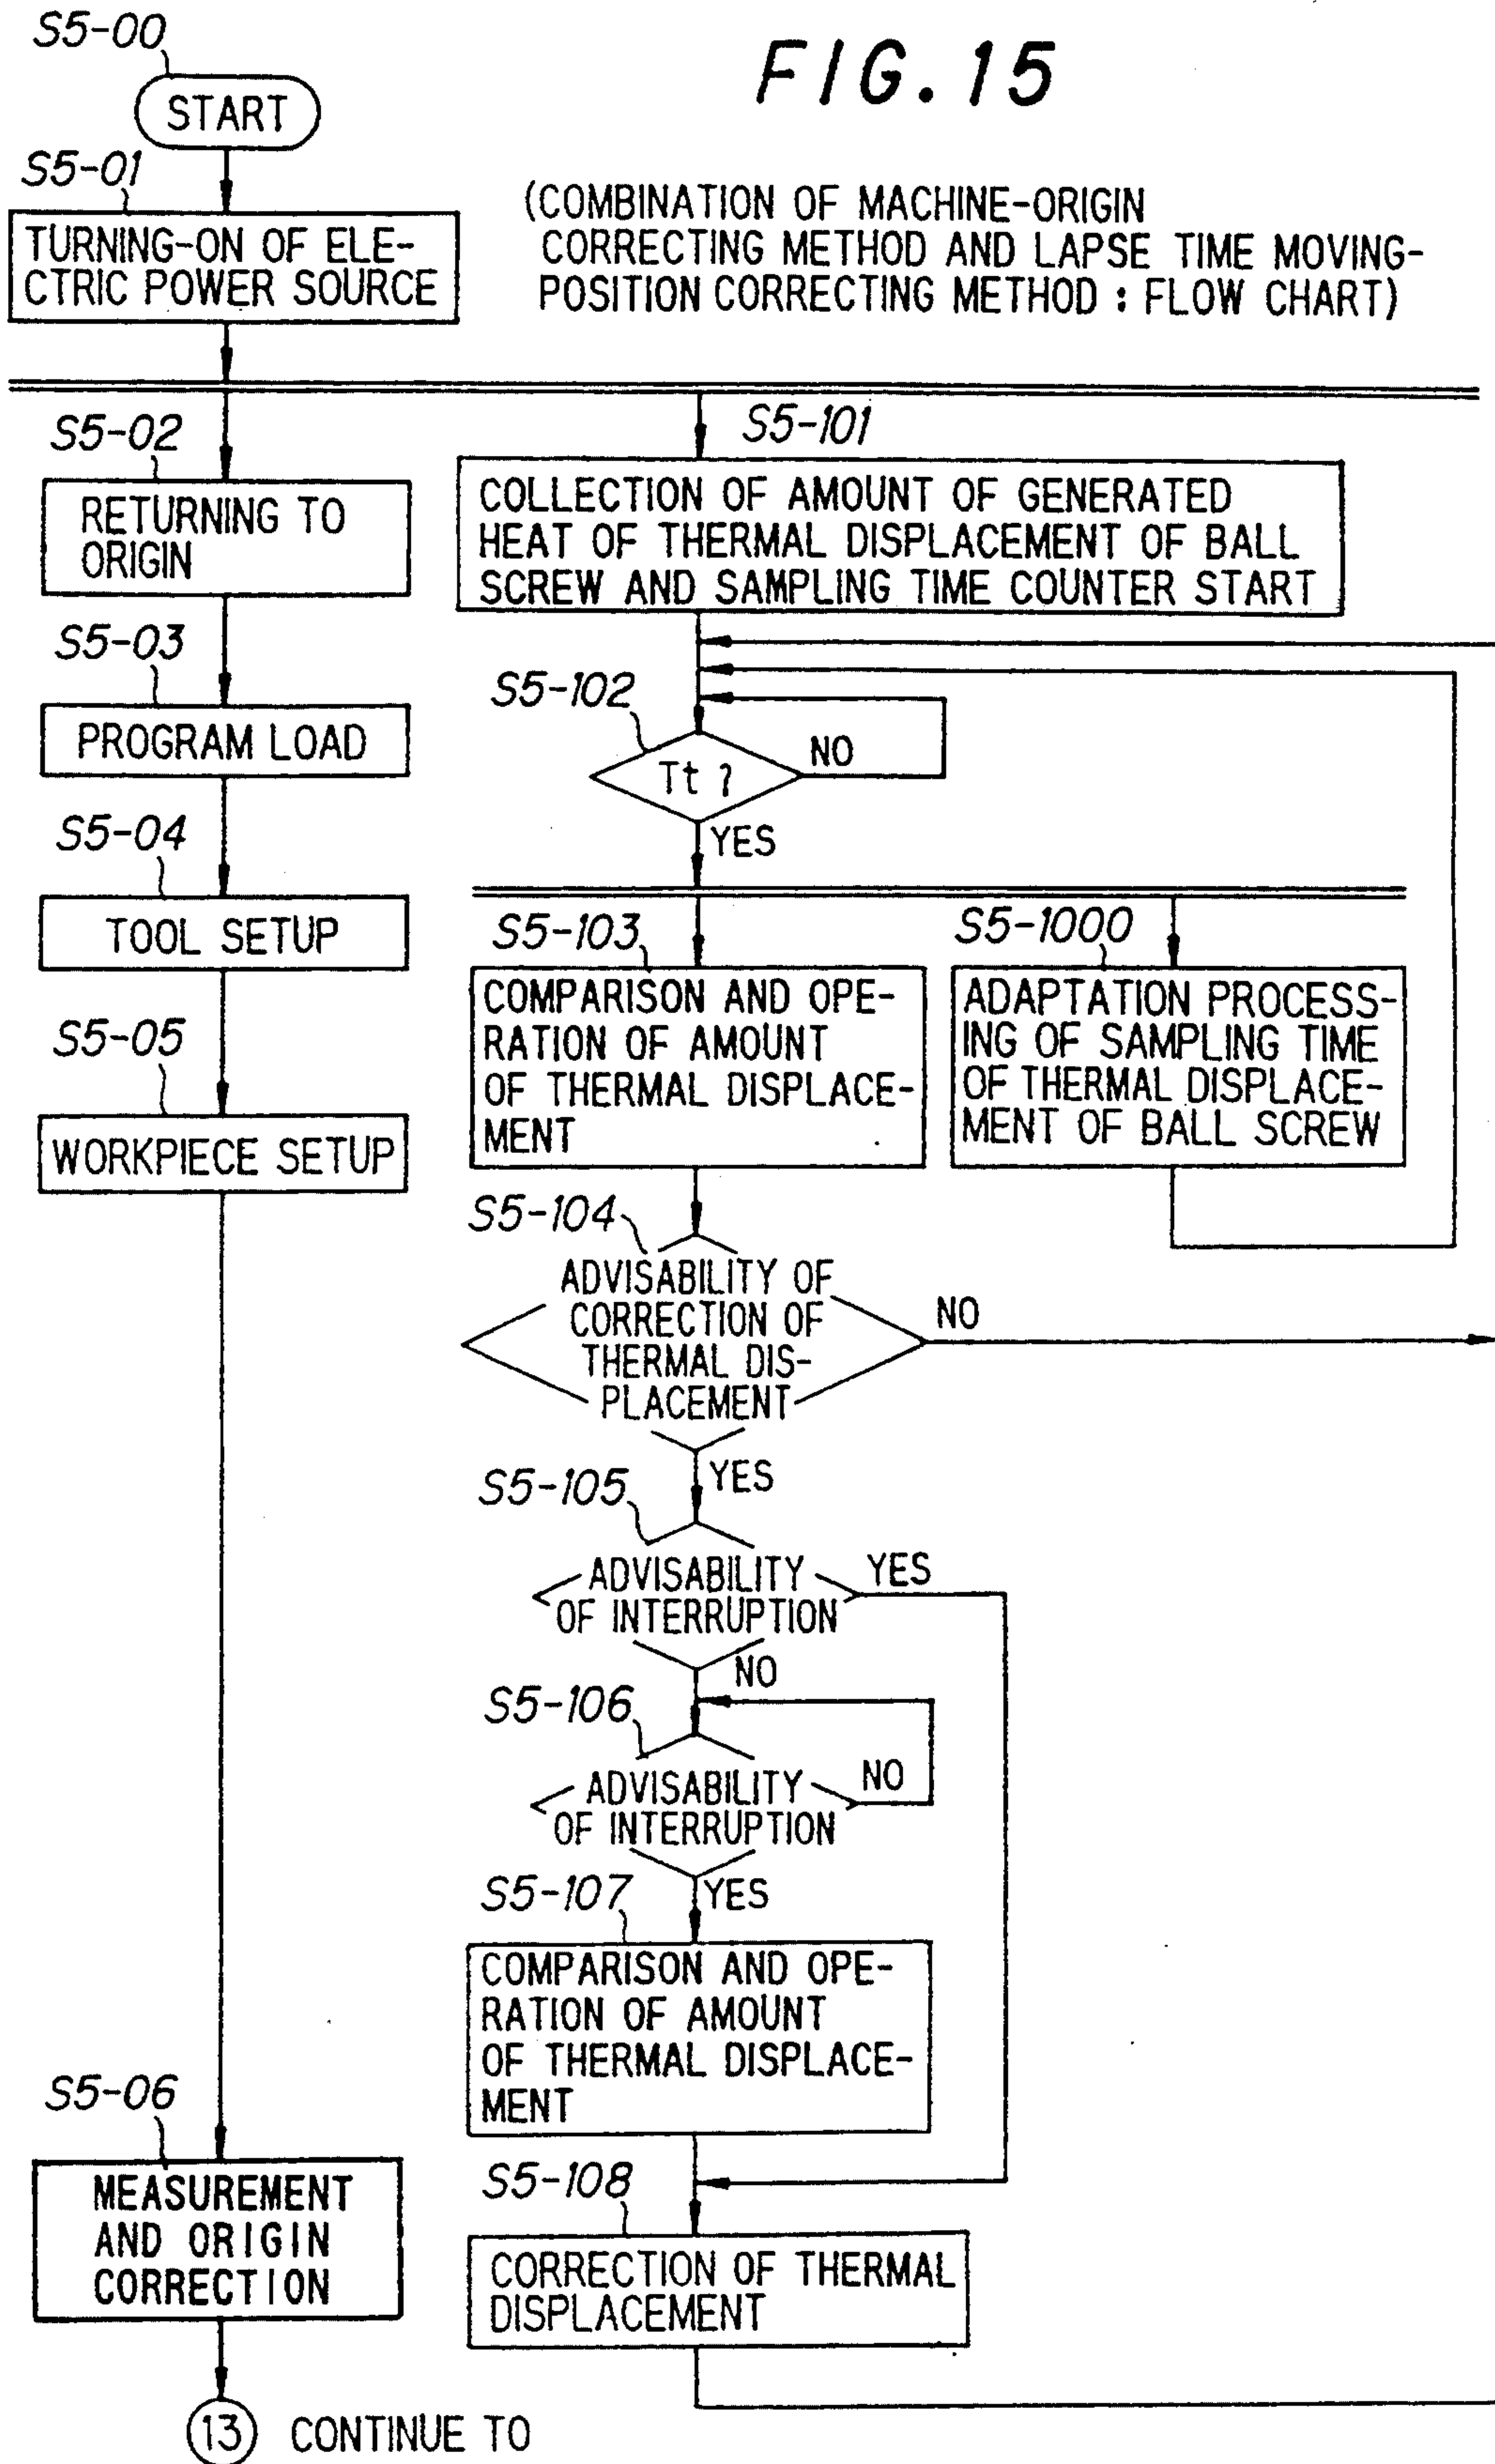 S5-00
FIG. 15
START
S5-01
TURNING-ON OF ELE-
CTRIC POWER SOURCE
(COMBINATION OF MACHINE-ORIGIN
CORRECTING METHOD AND LAPSE TIME MOVING-
POSITION CORRECTING METHOD : FLOW CHART)
S5-02
RETURNING TO
ORIGIN
S5-03
PROGRAM LOAD
S5-04
TOOL SETUP
S5-05
WORKPIECE SETUP
S5-06
MEASUREMENT
AND ORIGIN
CORRECTION
13 CONTINUE TO
S5-101
COLLECTION OF AMOUNT OF GENERATED
HEAT OF THERMAL DISPLACEMENT OF BALL
SCREW AND SAMPLING TIME COUNTER START
S5-102
Tt ?
NO
YES
S5-103
COMPARISON AND OPE-
RATION OF AMOUNT
OF THERMAL DISPLACE-
MENT
S5-1000
ADAPTATION PROCESS-
ING OF SAMPLING TIME
OF THERMAL DISPLACE-
MENT OF BALL SCREW
S5-104
ADVISABILITY OF
CORRECTION OF
THERMAL DIS-
PLACEMENT
NO
YES
S5-105
ADVISABILITY
OF INTERRUPTION
YES
NO
S5-106
ADVISABILITY
OF INTERRUPTION
NO
YES
S5-107
COMPARISON AND OPE-
RATION OF AMOUNT
OF THERMAL DISPLACE-
MENT
S5-108
CORRECTION OF THERMAL
DISPLACEMENT